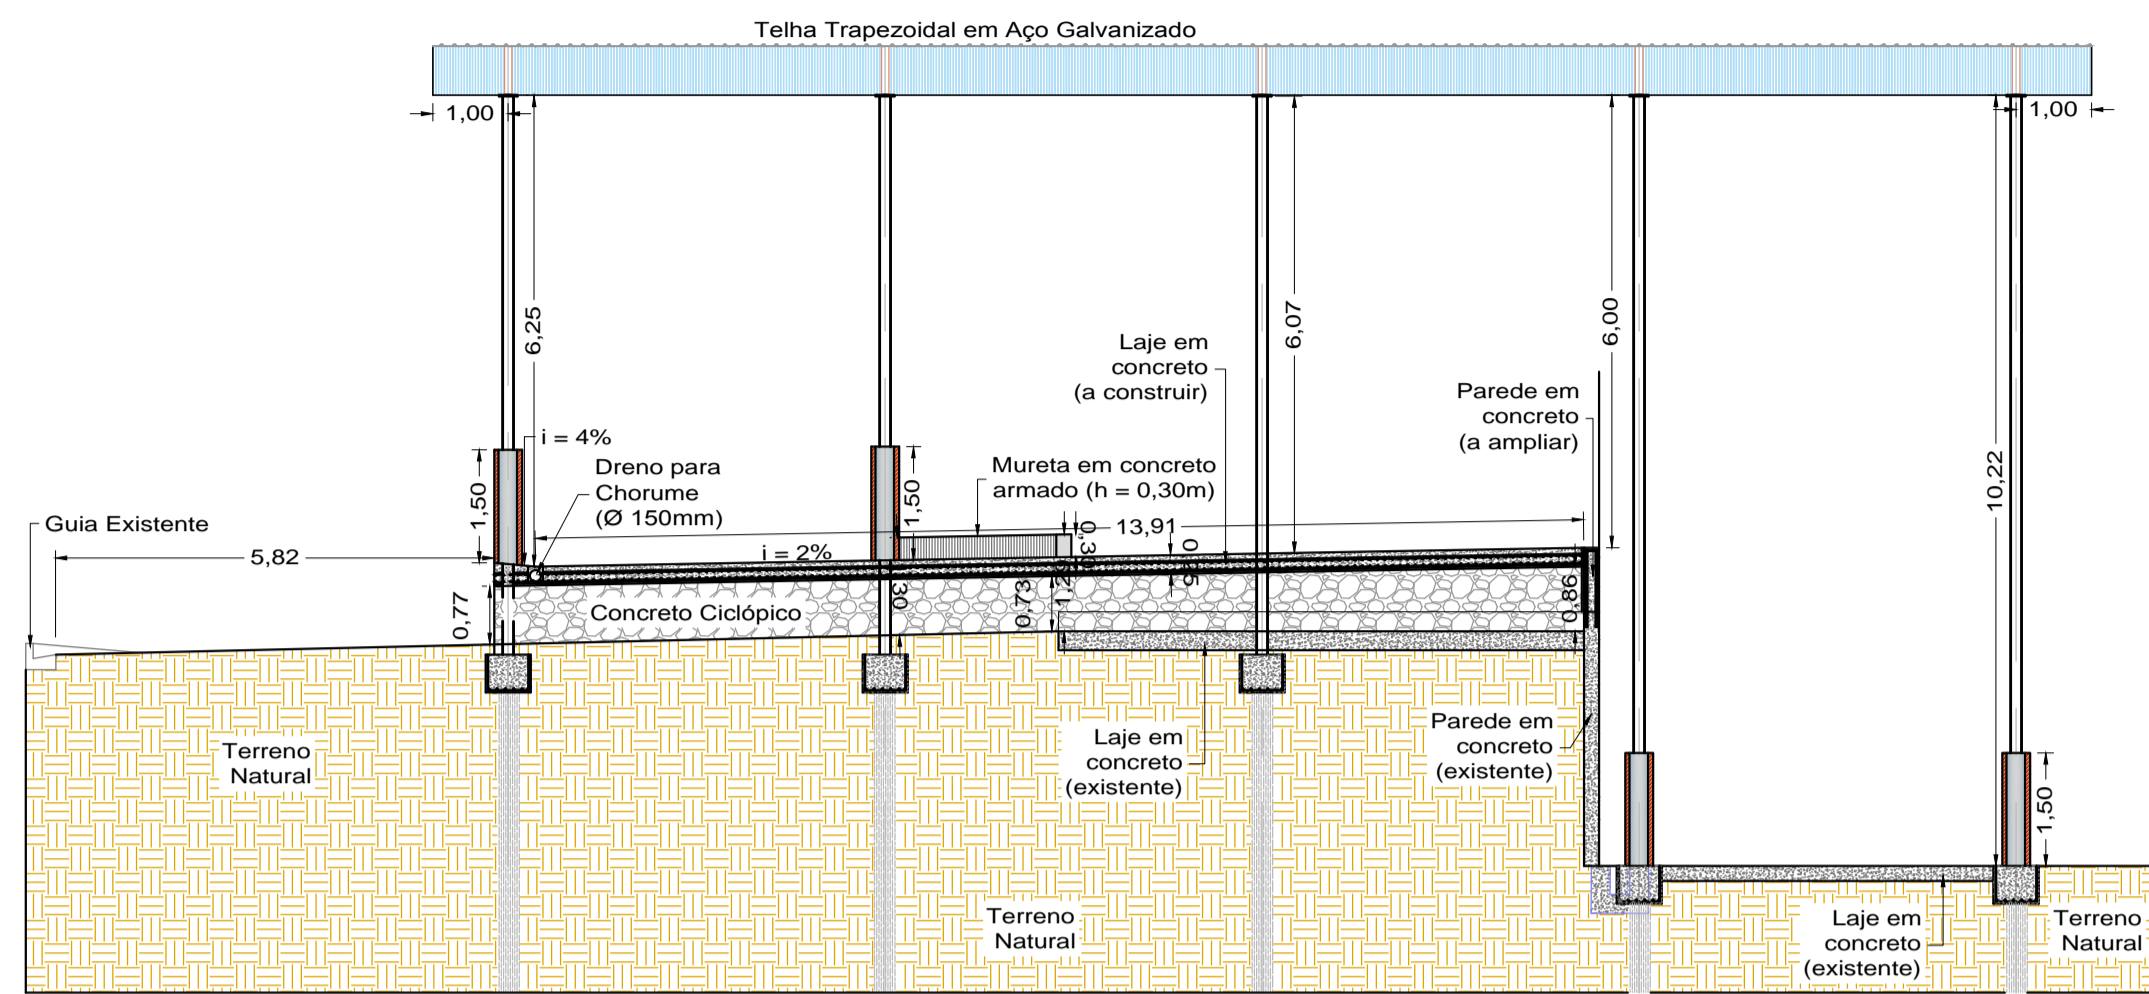 Telha Trapezoidal em Aço Galvanizado
1,00
1,00
6,25
6,07
6,00
10,22
Laje em
concreto
(a construir)
Parede em
concreto
(a ampliar)
i = 4%
Dreno para
Chorume
(Ø 150mm)
1,50
1,50
Mureta em concreto
armado (h = 0,30m)
13,91
Guia Existente
5,82
i = 2%
0,30
0,77
Concreto Ciclópico
0,73
0,86
Terreno
Natural
Laje em
concreto
(existente)
Parede em
concreto
(existente)
1,50
Terreno
Natural
Laje em
concreto
(existente)
Terreno
Natural